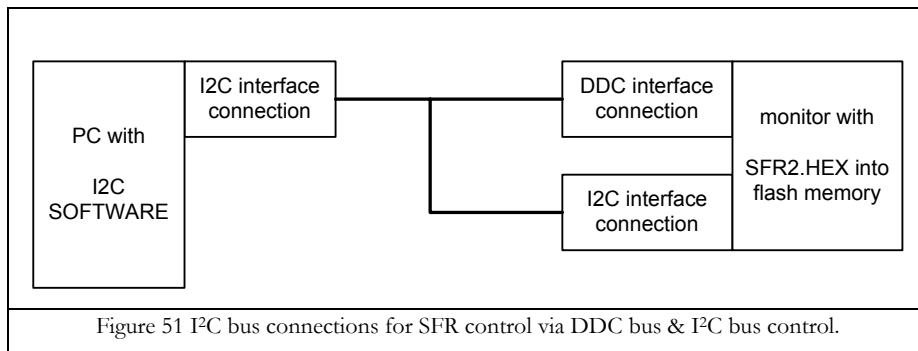 PC with
I2C
SOFTWARE
I2C interface
connection
DDC interface
connection
I2C interface
connection
monitor with
SFR2.HEX into
flash memory
Figure 51 I²C bus connections for SFR control via DDC bus & I²C bus control.